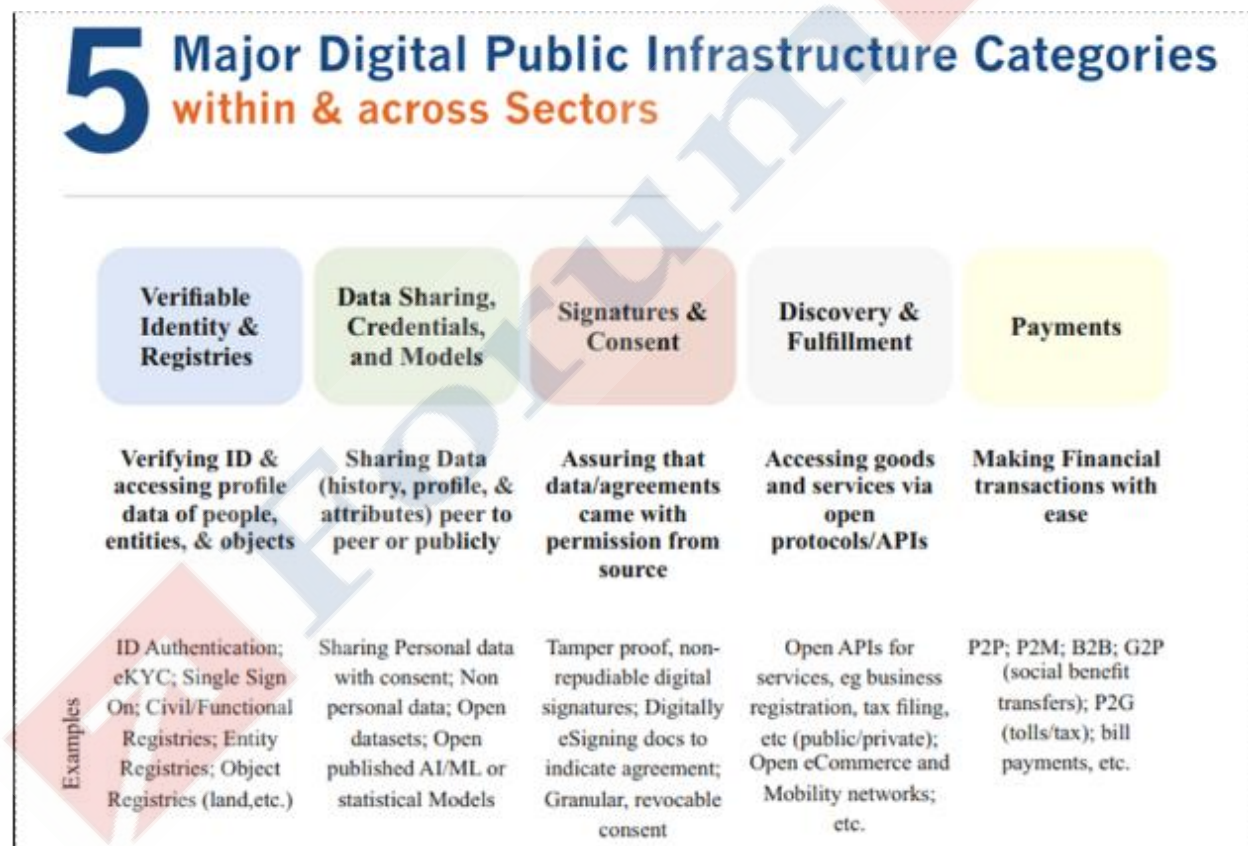 5 Major Digital Public Infrastructure Categories
within & across Sectors
Verifiable
Identity &
Registries
Data Sharing,
Credentials,
and Models
Signatures &
Consent
Discovery &
Fulfillment
Payments
Verifying ID &
accessing profile
data of people,
entities, & objects
Sharing Data
(history, profile, &
attributes) peer to
peer or publicly
Assuring that
data/agreements
came with
permission from
source
Accessing goods
and services via
open
protocols/APIs
Making Financial
transactions with
ease
Examples
ID Authentication;
eKYC; Single Sign
On; Civil/Functional
Registries; Entity
Registries; Object
Registries (land,etc.)
Sharing Personal data
with consent; Non
personal data; Open
datasets; Open
published AI/ML or
statistical Models
Tamper proof, non-
repudiable digital
signatures; Digitally
eSigning docs to
indicate agreement;
Granular, revocable
consent
Open APIs for
services, eg business
registration, tax filing,
etc (public/private);
Open eCommerce and
Mobility networks;
etc.
P2P; P2M; B2B; G2P
(social benefit
transfers); P2G
(tolls/tax); bill
payments, etc.
Forum